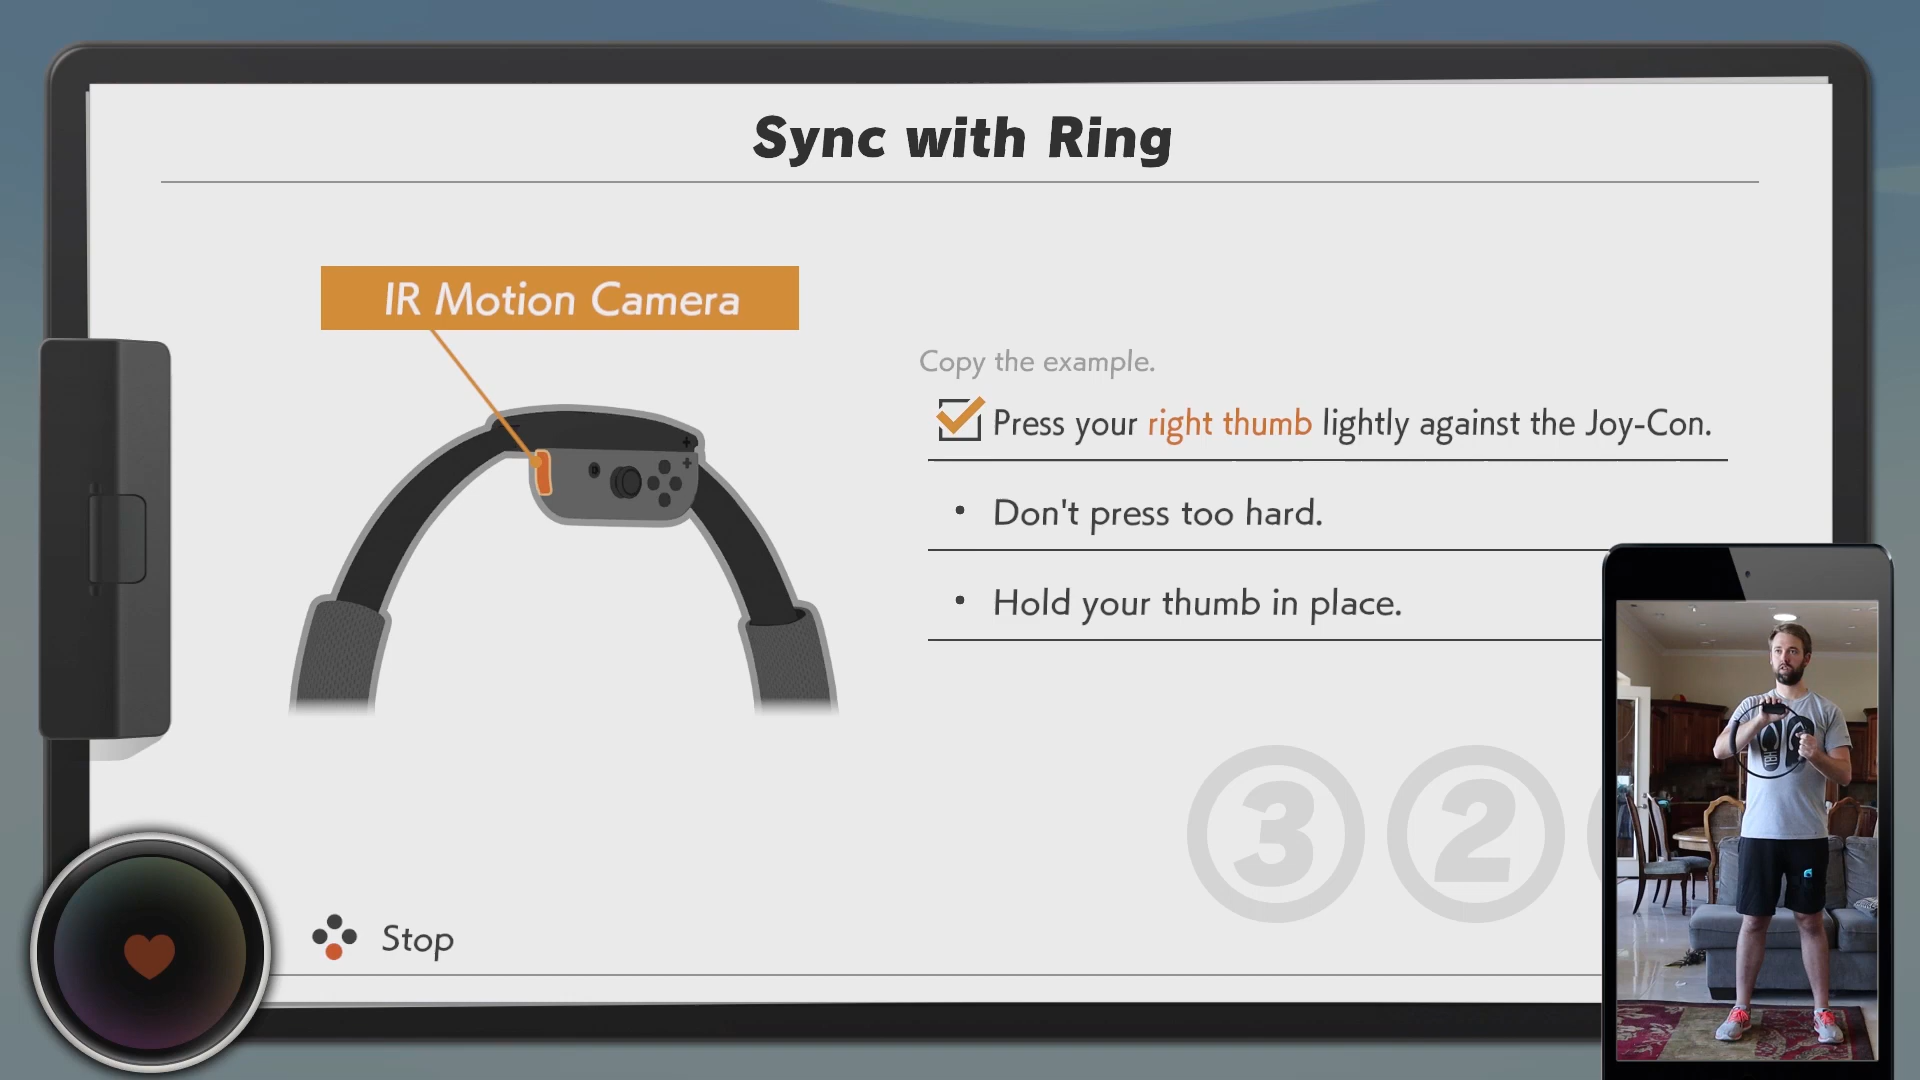 Sync with Ring
IR Motion Camera
Copy the example.
Press your right thumb lightly against the Joy-Con.
• Don't press too hard.
• Hold your thumb in place.
3 2
Stop